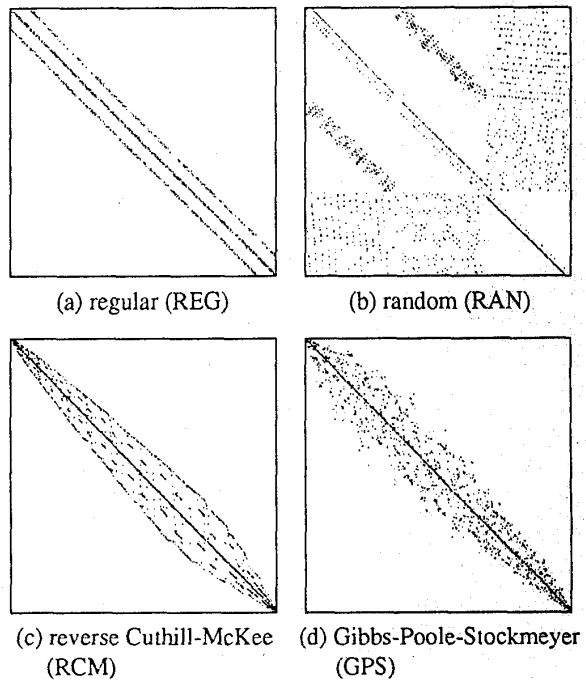 (a) regular (REG)
(b) random (RAN)
(c) reverse Cuthill-McKee
(RCM)
(d) Gibbs-Poole-Stockmeyer
(GPS)